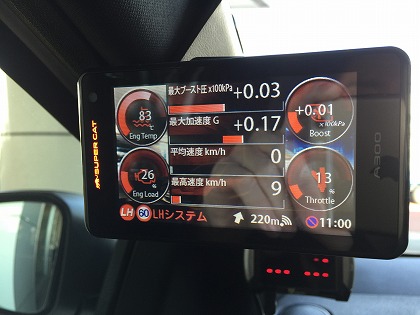 SUPER CAT
83
Eng Temp
26
%
Eng Load
最大ブースト圧 x100kPa
+0.03
最大加速度 G
+0.17
平均速度 km/h
0
最高速度 km/h
9
+0.01
x100kPa
Boost
13
%
Throttle
LH 60 LHシステム
220m
11:00
A300